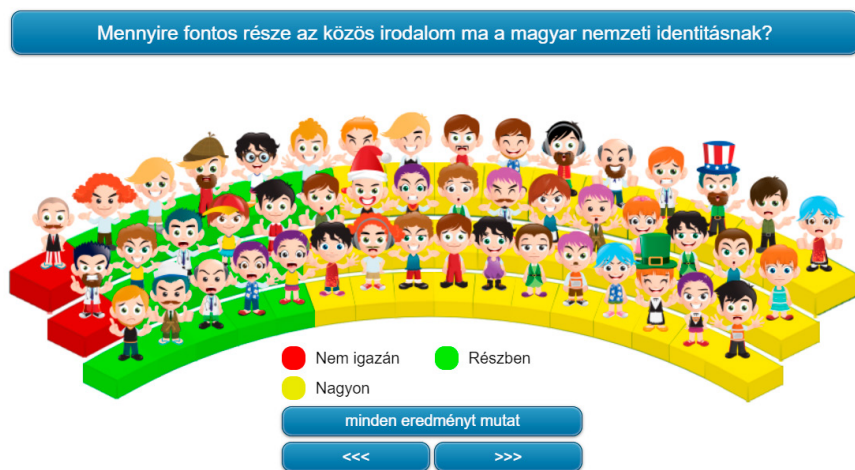 Mennyire fontos része az közös irodalom ma a magyar nemzeti identitásnak?
Nem igazán
Részben
Nagyon
minden eredményt mutat
<<<
>>>